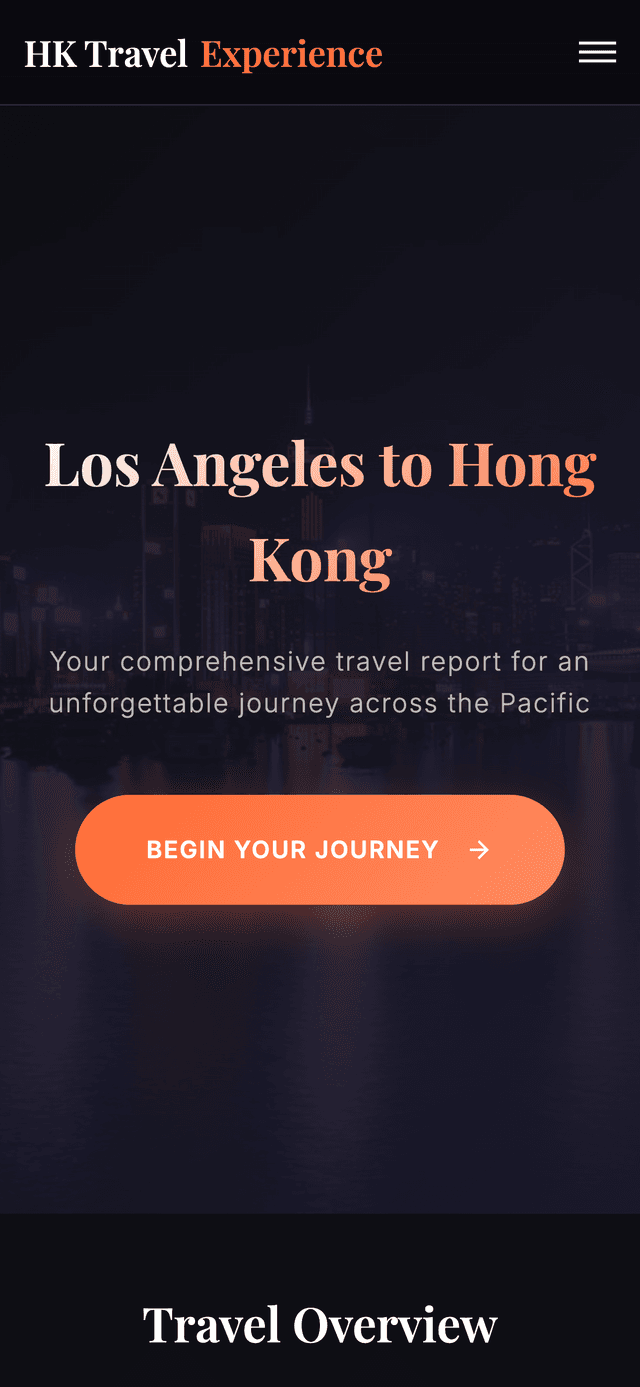 HK Travel Experience
Los Angeles to Hong
Kong
Your comprehensive travel report for an
unforgettable journey across the Pacific
BEGIN YOUR JOURNEY →
Travel Overview